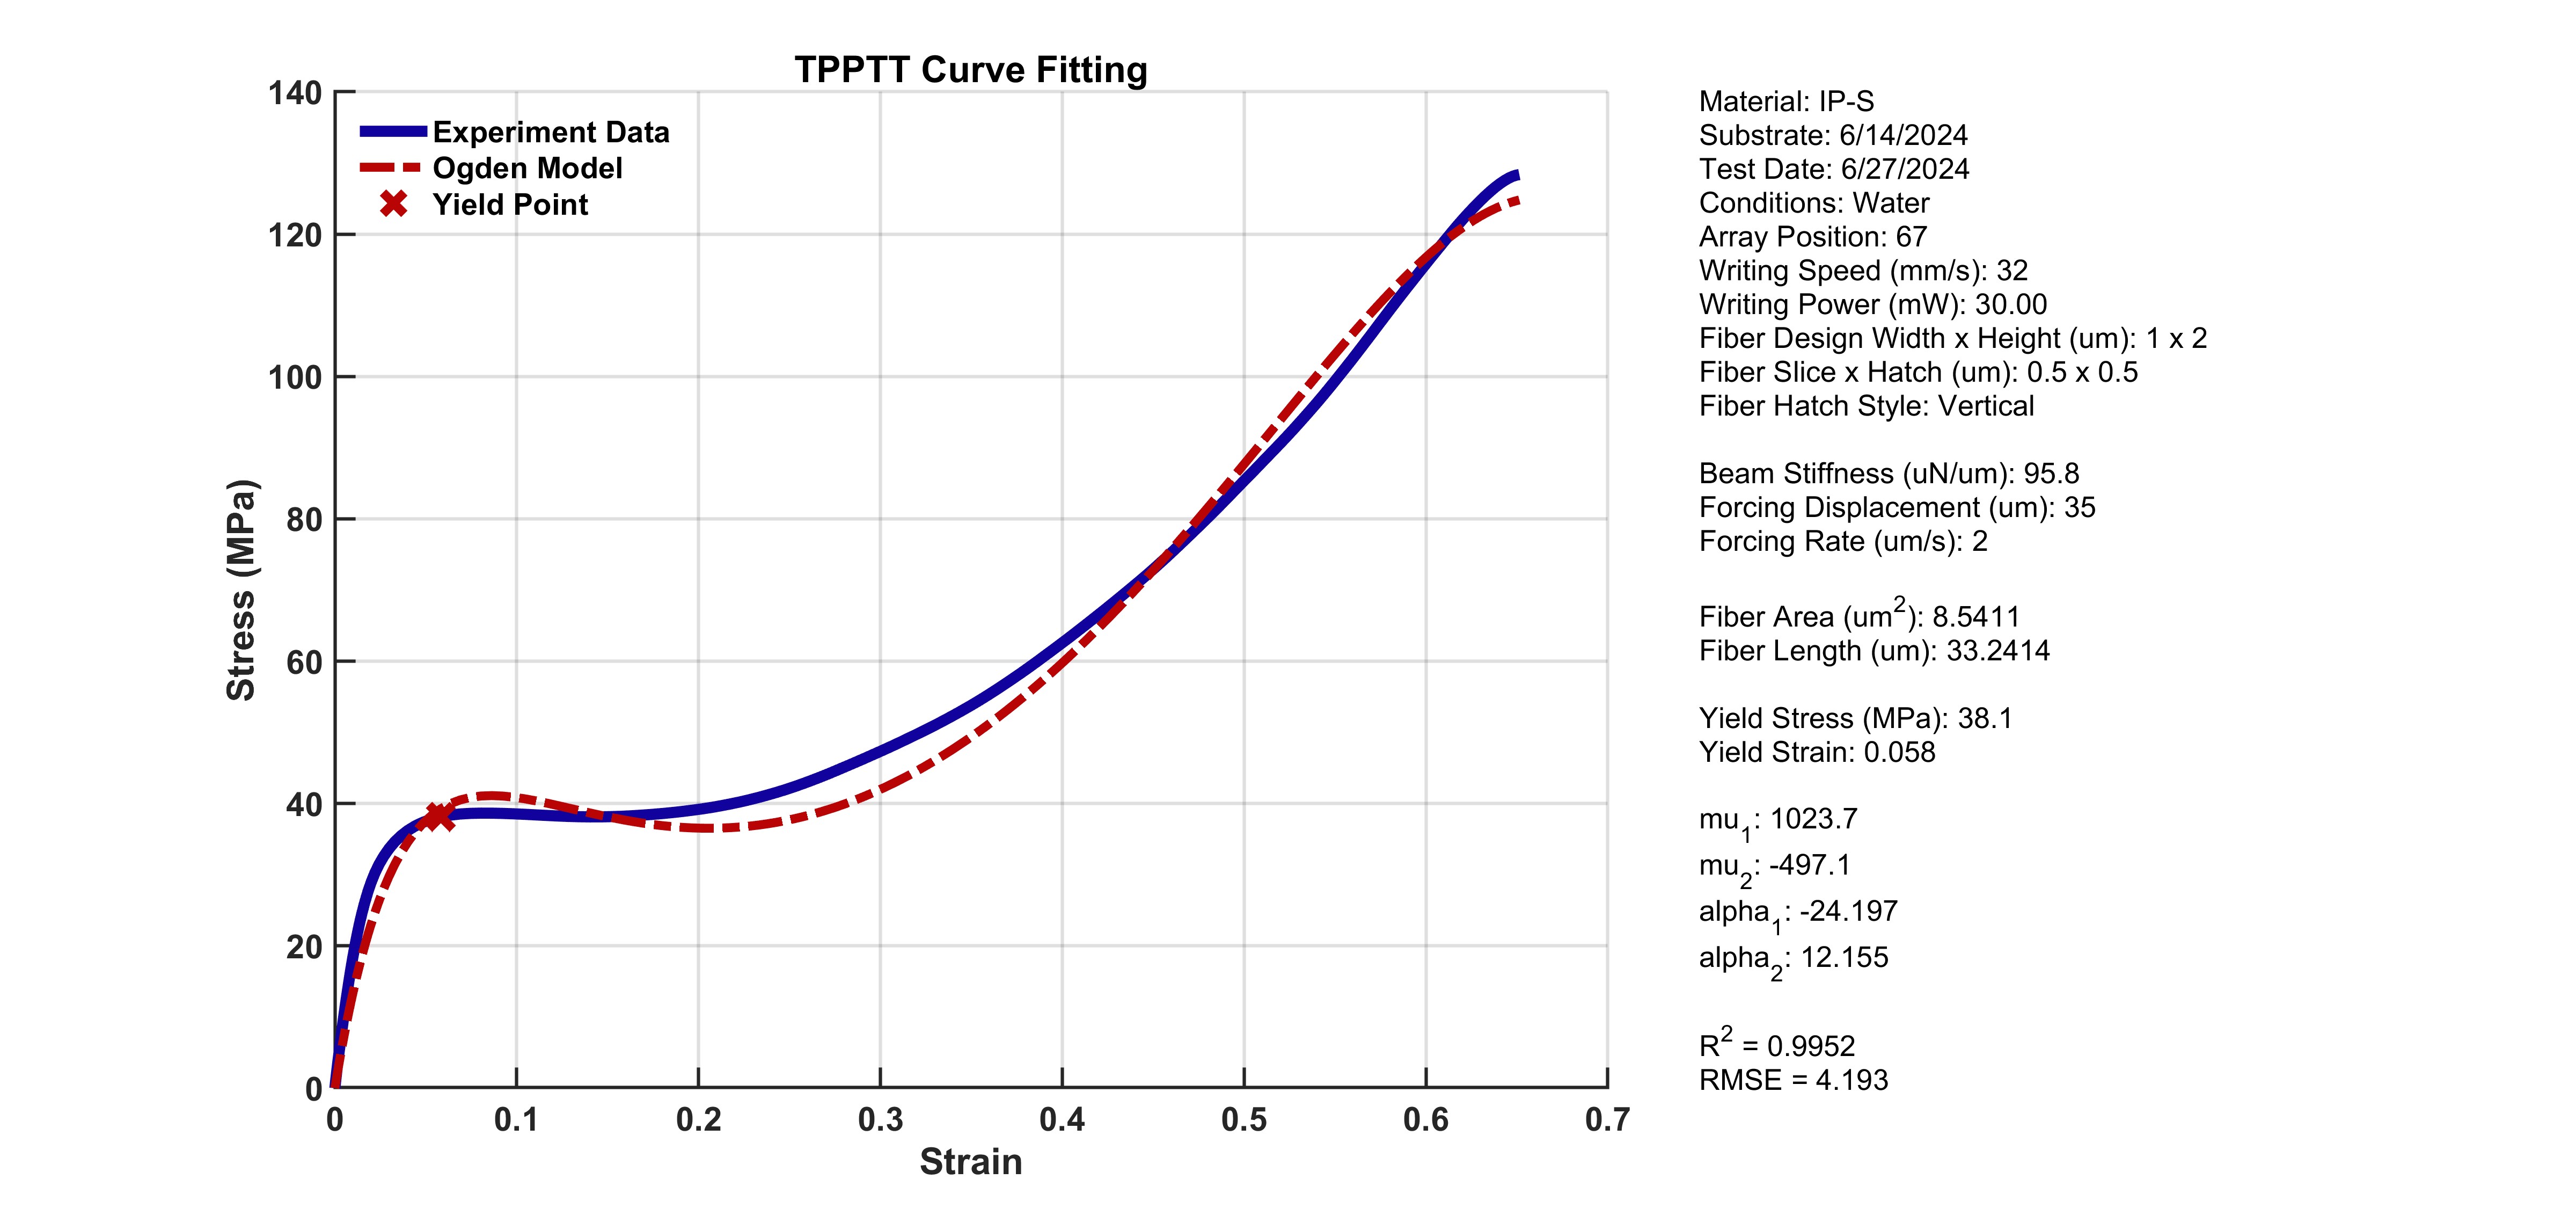 TPPTT Curve Fitting
Experiment Data
Ogden Model
Yield Point
Stress (MPa)
140
120
100
80
60
40
20
0
0 0.1 0.2 0.3 0.4 0.5 0.6 0.7
Strain
Material: IP-S
Substrate: 6/14/2024
Test Date: 6/27/2024
Conditions: Water
Array Position: 67
Writing Speed (mm/s): 32
Writing Power (mW): 30.00
Fiber Design Width x Height (um): 1 x 2
Fiber Slice x Hatch (um): 0.5 x 0.5
Fiber Hatch Style: Vertical
Beam Stiffness (uN/um): 95.8
Forcing Displacement (um): 35
Forcing Rate (um/s): 2
Fiber Area (um²): 8.5411
Fiber Length (um): 33.2414
Yield Stress (MPa): 38.1
Yield Strain: 0.058
mu₁: 1023.7
mu₂: -497.1
alpha₁: -24.197
alpha₂: 12.155
R² = 0.9952
RMSE = 4.193